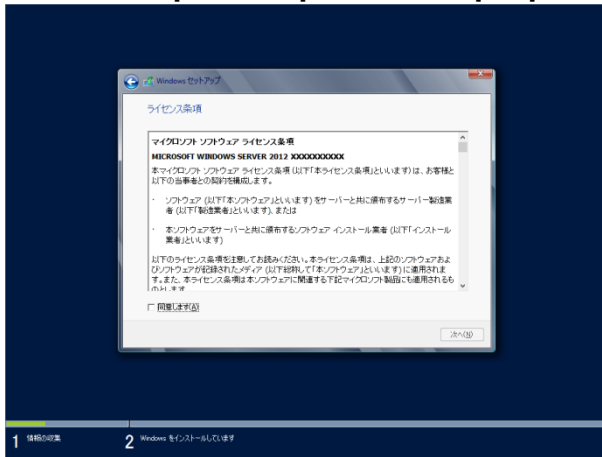 Windows セットアップ
ライセンス条項
マイクロソフト ソフトウェア ライセンス条項
MICROSOFT WINDOWS SERVER 2012 XXXXXXXXXX
本マイクロソフト ソフトウェア ライセンス条項 (以下「本ライセンス条項」といいます) は、お客様と
以下の当事者との契約を構成します。
· ソフトウェア (以下「本ソフトウェア」といいます) をサーバーと共に頒布するサーバー製造業
者 (以下「製造業者」といいます)、または
· 本ソフトウェアをサーバーと共に頒布するソフトウェア インストール業者 (以下「インストール
業者」といいます)
以下のライセンス条項を注意してお読みください。本ライセンス条項は、上記のソフトウェアおよ
びソフトウェアが記録されたメディア (以下総称して「本ソフトウェア」といいます) に適用されま
す。また、本ライセンス条項は本ソフトウェアに関連する下記マイクロソフト製品にも適用されるも
のとします
同意します(A)
次へ(N)
1 情報の収集
2 Windows をインストールしています